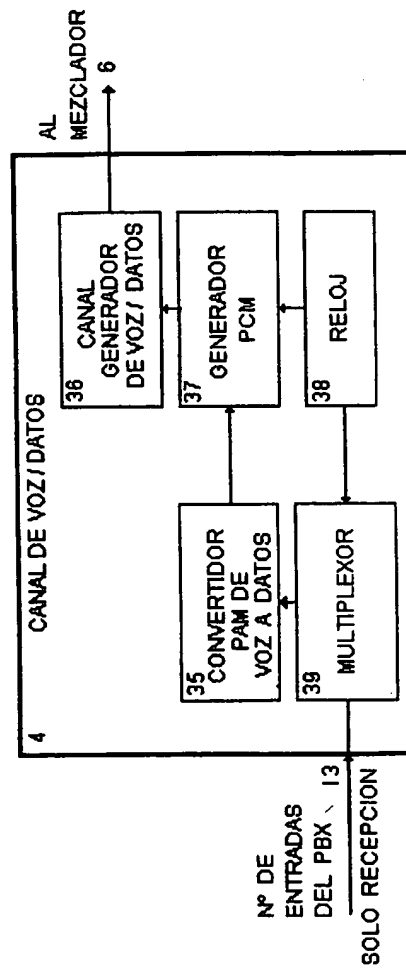 4
CANAL DE VOZ/DATOS
Nº DE
ENTRADAS
DEL PBX 13
SOLO RECEPCION
35
CONVERTIDOR
PAM DE
VOZ A DATOS
39
MULTIPLEXOR
36
CANAL
GENERADOR
DE VOZ/DATOS
37
GENERADOR
PCM
38
RELOJ
AL
MEZCLADOR
6